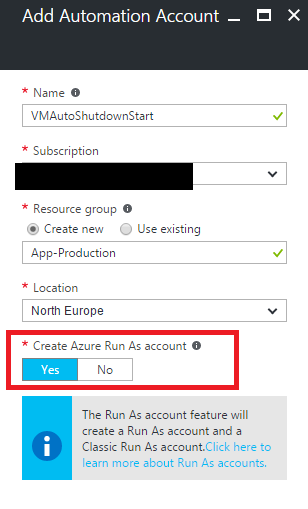 Add Automation Account
* Name
VMAutoShutdownStart
* Subscription
* Resource group
Create new Use existing
App-Production
* Location
North Europe
* Create Azure Run As account
Yes No
The Run As account feature will
create a Run As account and a
Classic Run As account.Click here to
learn more about Run As accounts.